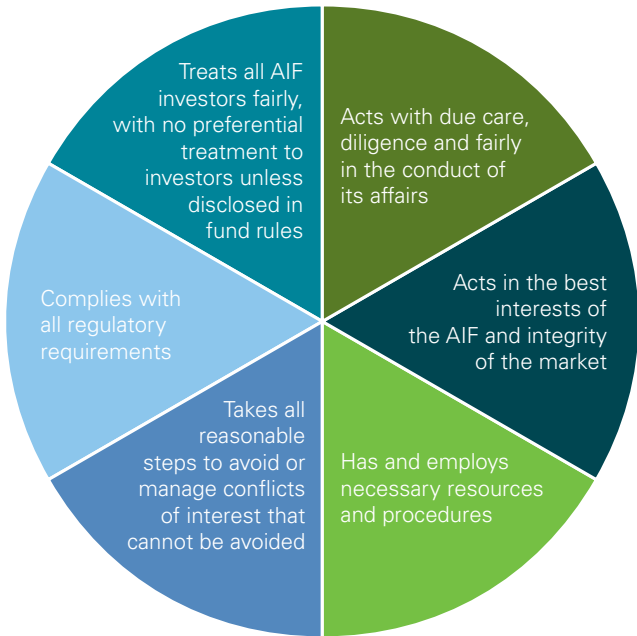 Treats all AIF
investors fairly,
with no preferential
treatment to
investors unless
disclosed in
fund rules
Acts with due care,
diligence and fairly
in the conduct of
its affairs
Acts in the best
interests of
the AIF and integrity
of the market
Has and employs
necessary resources
and procedures
Takes all
reasonable
steps to avoid or
manage conflicts
of interest that
cannot be avoided
Complies with
all regulatory
requirements